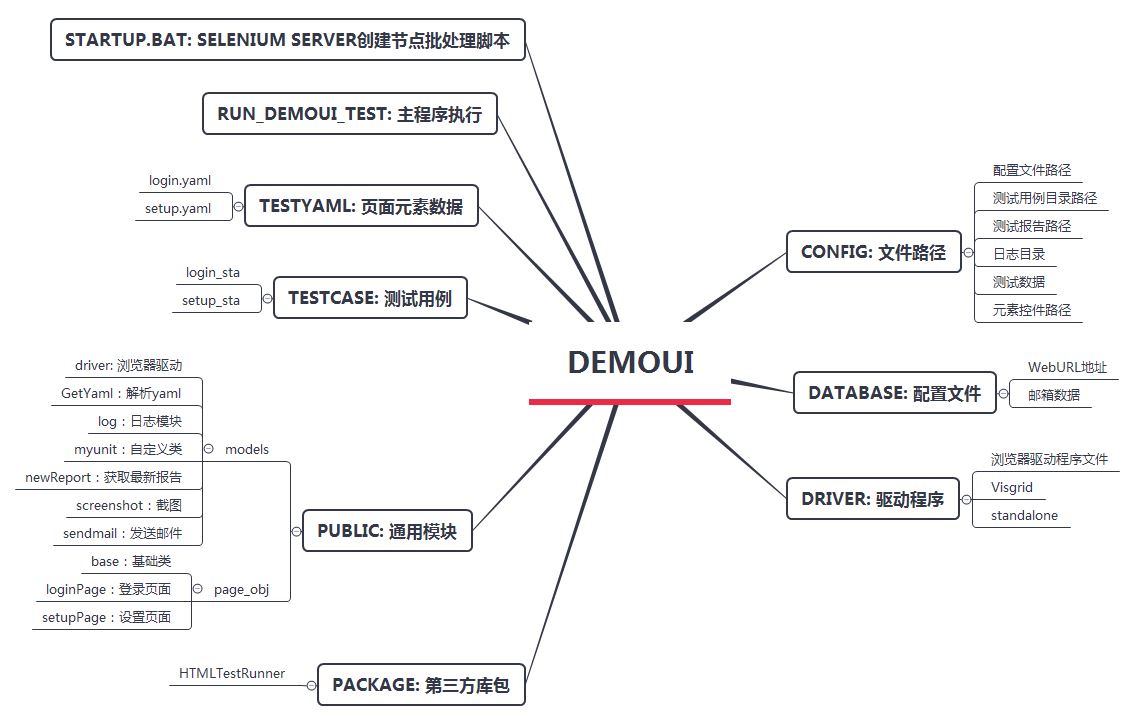 STARTUP.BAT: SELENIUM SERVER创建节点批处理脚本
RUN_DEMOUI_TEST: 主程序执行
TESTYAML: 页面元素数据
login.yaml
setup.yaml
TESTCASE: 测试用例
login_sta
setup_sta
PUBLIC: 通用模块
models
driver: 浏览器驱动
GetYaml：解析yaml
log：日志模块
myunit：自定义类
newReport：获取最新报告
screenshot：截图
sendmail：发送邮件
page_obj
base：基础类
loginPage：登录页面
setupPage：设置页面
PACKAGE: 第三方库包
HTMLTestRunner
DEMOUI
CONFIG: 文件路径
配置文件路径
测试用例目录路径
测试报告路径
日志目录
测试数据
元素控件路径
DATABASE: 配置文件
WebURL地址
邮箱数据
DRIVER: 驱动程序
浏览器驱动程序文件
Visgrid
standalone